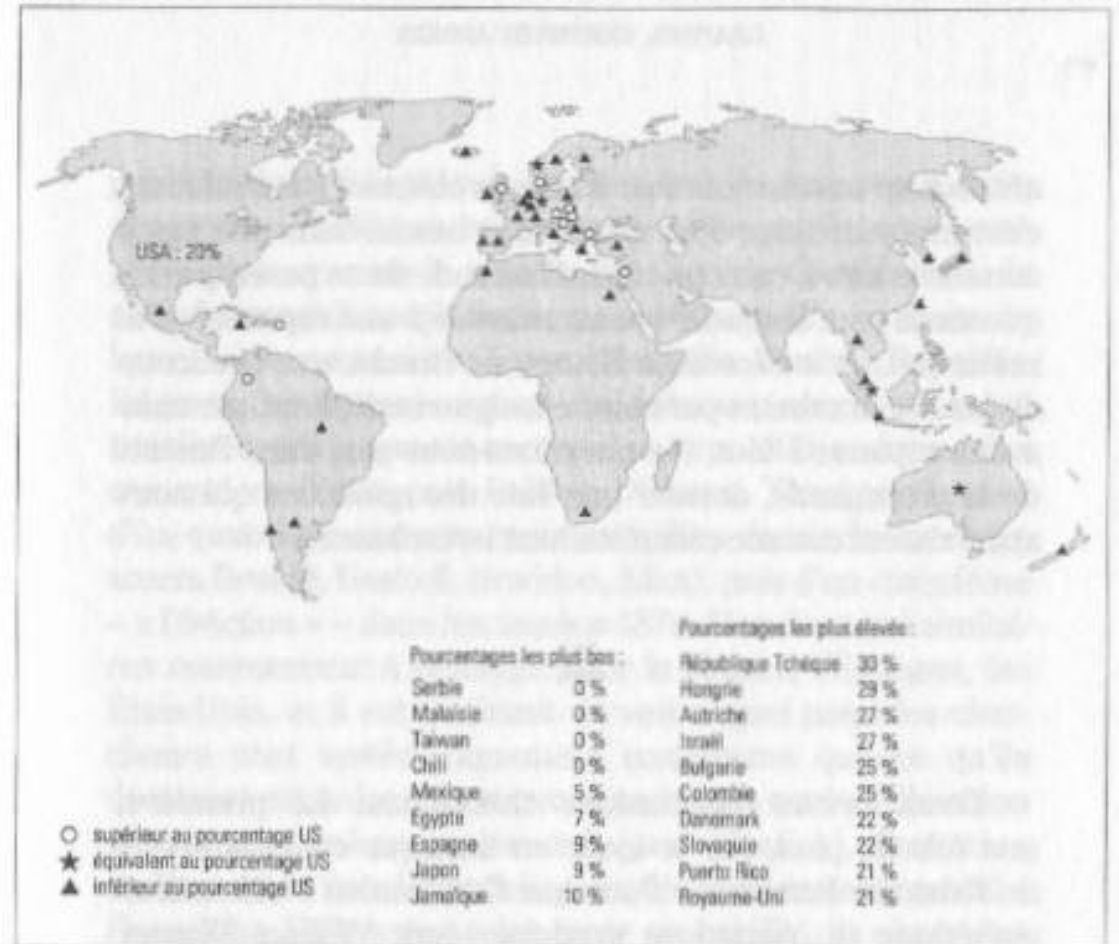 USA : 20%
Pourcentages les plus bas :
Serbie 0 %
Malaisie 0 %
Taiwan 0 %
Chili 0 %
Mexique 5 %
Egypte 7 %
Espagne 9 %
Japon 9 %
Jamaïque 10 %
Pourcentages les plus élevés :
République Tchèque 30 %
Hongrie 29 %
Autriche 27 %
Israël 27 %
Bulgarie 25 %
Colombie 25 %
Danemark 22 %
Slovaquie 22 %
Puerto Rico 21 %
Royaume-Uni 21 %
supérieur au pourcentage US
équivalent au pourcentage US
inférieur au pourcentage US